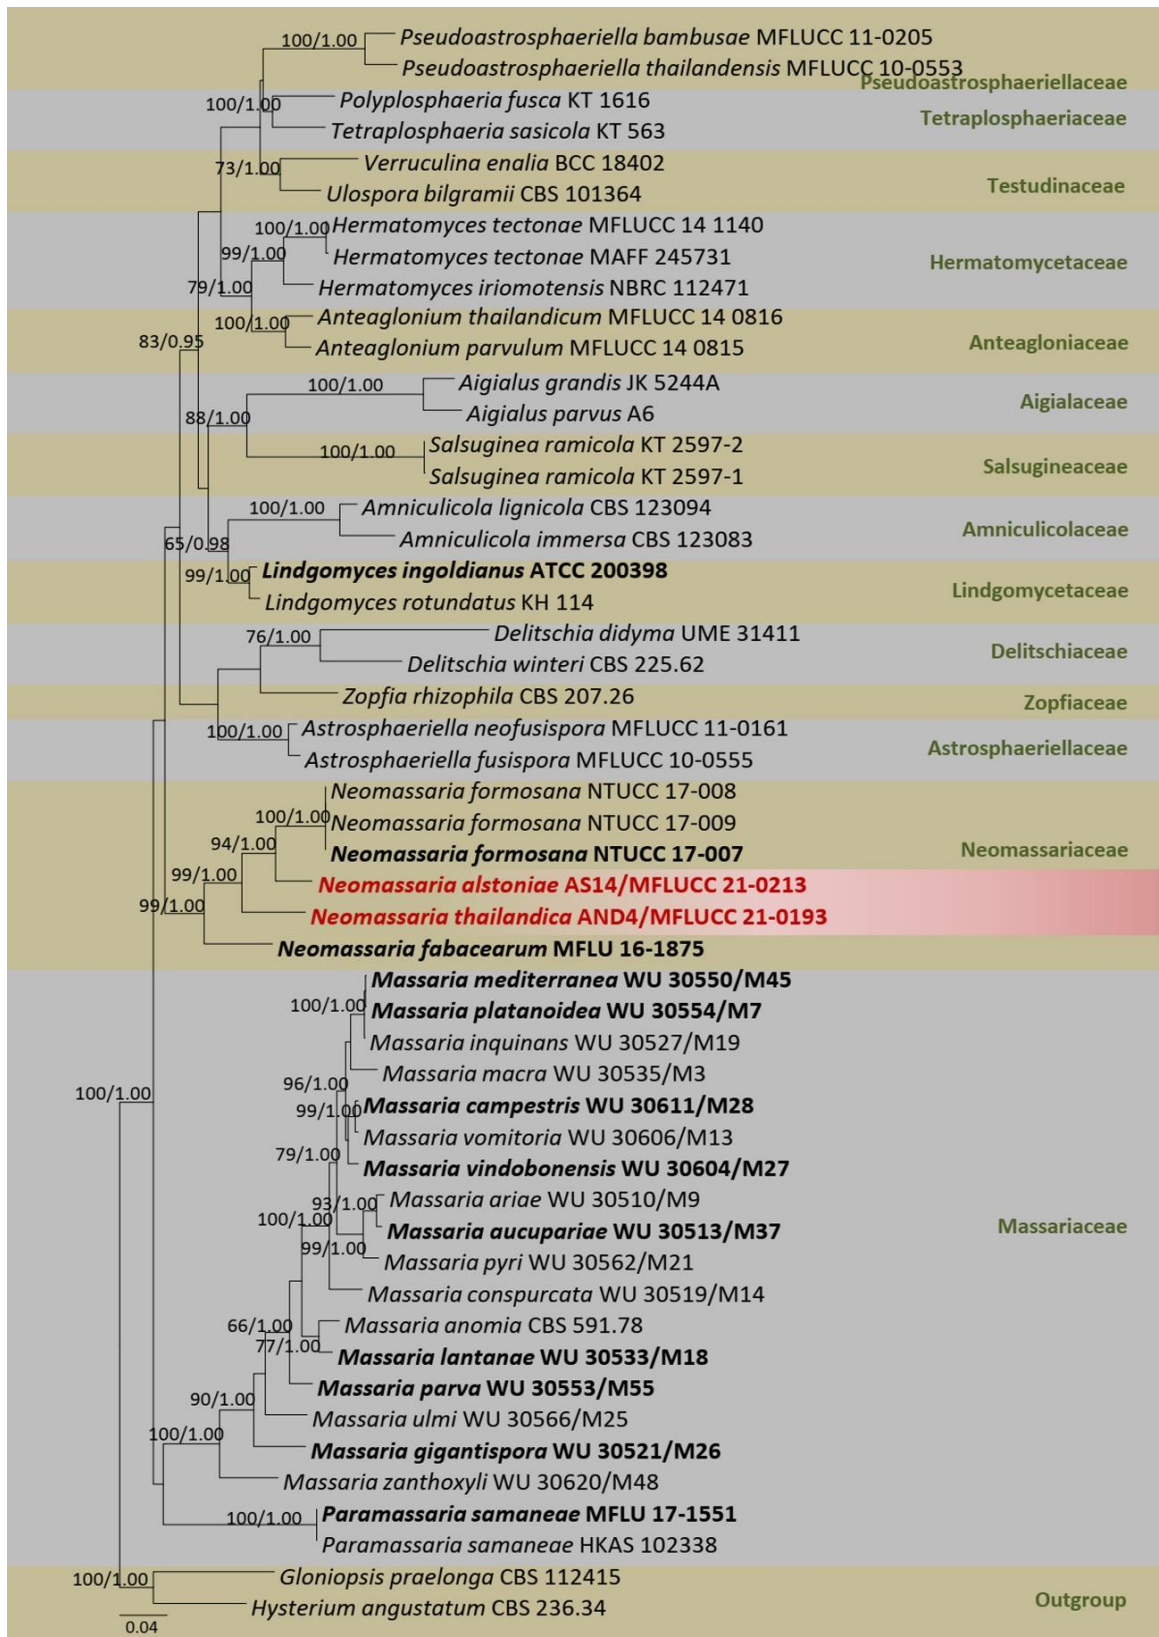 100/1.00 Pseudoastrosphaeriella bambusae MFLUCC 11-0205
Pseudoastrosphaeriella thailandensis MFLUCC 10-0553
Pseudoastrosphaeriellaceae
100/1.00 Polyplosphaeria fusca KT 1616
Tetraplosphaeriaceae
Tetraplosphaeria sasicola KT 563
73/1.00 Verruculina enalia BCC 18402
Testudinaceae
Ulospora bilgramii CBS 101364
100/1.00 Hermatomyces tectonae MFLUCC 14 1140
99/1.00 Hermatomyces tectonae MAFF 245731
Hermatomycetaceae
79/1.00 Hermatomyces iriomotensis NBRC 112471
100/1.00 Anteaglonium thailandicum MFLUCC 14 0816
83/0.95 Anteaglonium parvulum MFLUCC 14 0815
Anteagloniaceae
100/1.00 Aigialus grandis JK 5244A
Aigialaceae
88/1.00 Aigialus parvus A6
Salsuginea ramicola KT 2597-2
100/1.00 Salsugineaceae
Salsuginea ramicola KT 2597-1
100/1.00 Amniculicola lignicola CBS 123094
Amniculicolaceae
65/0.98 Amniculicola immersa CBS 123083
99/1.00 Lindgomyces ingoldianus ATCC 200398
Lindgomycetaceae
Lindgomyces rotundatus KH 114
76/1.00 Delitschia didyma UME 31411
Delitschiaceae
Delitschia winteri CBS 225.62
Zopfia rhizophila CBS 207.26
Zopfiaceae
100/1.00 Astrosphaeriella neofusispora MFLUCC 11-0161
Astrosphaeriellaceae
Astrosphaeriella fusispora MFLUCC 10-0555
Neomassaria formosana NTUCC 17-008
100/1.00 Neomassaria formosana NTUCC 17-009
94/1.00 Neomassaria formosana NTUCC 17-007
Neomassariaceae
99/1.00 Neomassaria alstoniae AS14/MFLUCC 21-0213
99/1.00 Neomassaria thailandica AND4/MFLUCC 21-0193
Neomassaria fabacearum MFLU 16-1875
Massaria mediterranea WU 30550/M45
100/1.00 Massaria platanoidea WU 30554/M7
Massaria inquinans WU 30527/M19
96/1.00 Massaria macra WU 30535/M3
100/1.00
99/1.00 Massaria campestris WU 30611/M28
Massaria vomitoria WU 30606/M13
79/1.00 Massaria vindobonensis WU 30604/M27
93/1.00 Massaria ariae WU 30510/M9
100/1.00 Massaria aucupariae WU 30513/M37
Massariaceae
99/1.00 Massaria pyri WU 30562/M21
Massaria conspurcata WU 30519/M14
66/1.00 Massaria anomia CBS 591.78
77/1.00 Massaria lantanae WU 30533/M18
Massaria parva WU 30553/M55
90/1.00 Massaria ulmi WU 30566/M25
100/1.00 Massaria gigantispora WU 30521/M26
Massaria zanthoxyli WU 30620/M48
100/1.00 Paramassaria samaneae MFLU 17-1551
Paramassaria samaneae HKAS 102338
100/1.00 Gloniopsis praelonga CBS 112415
Outgroup
Hysterium angustatum CBS 236.34
0.04